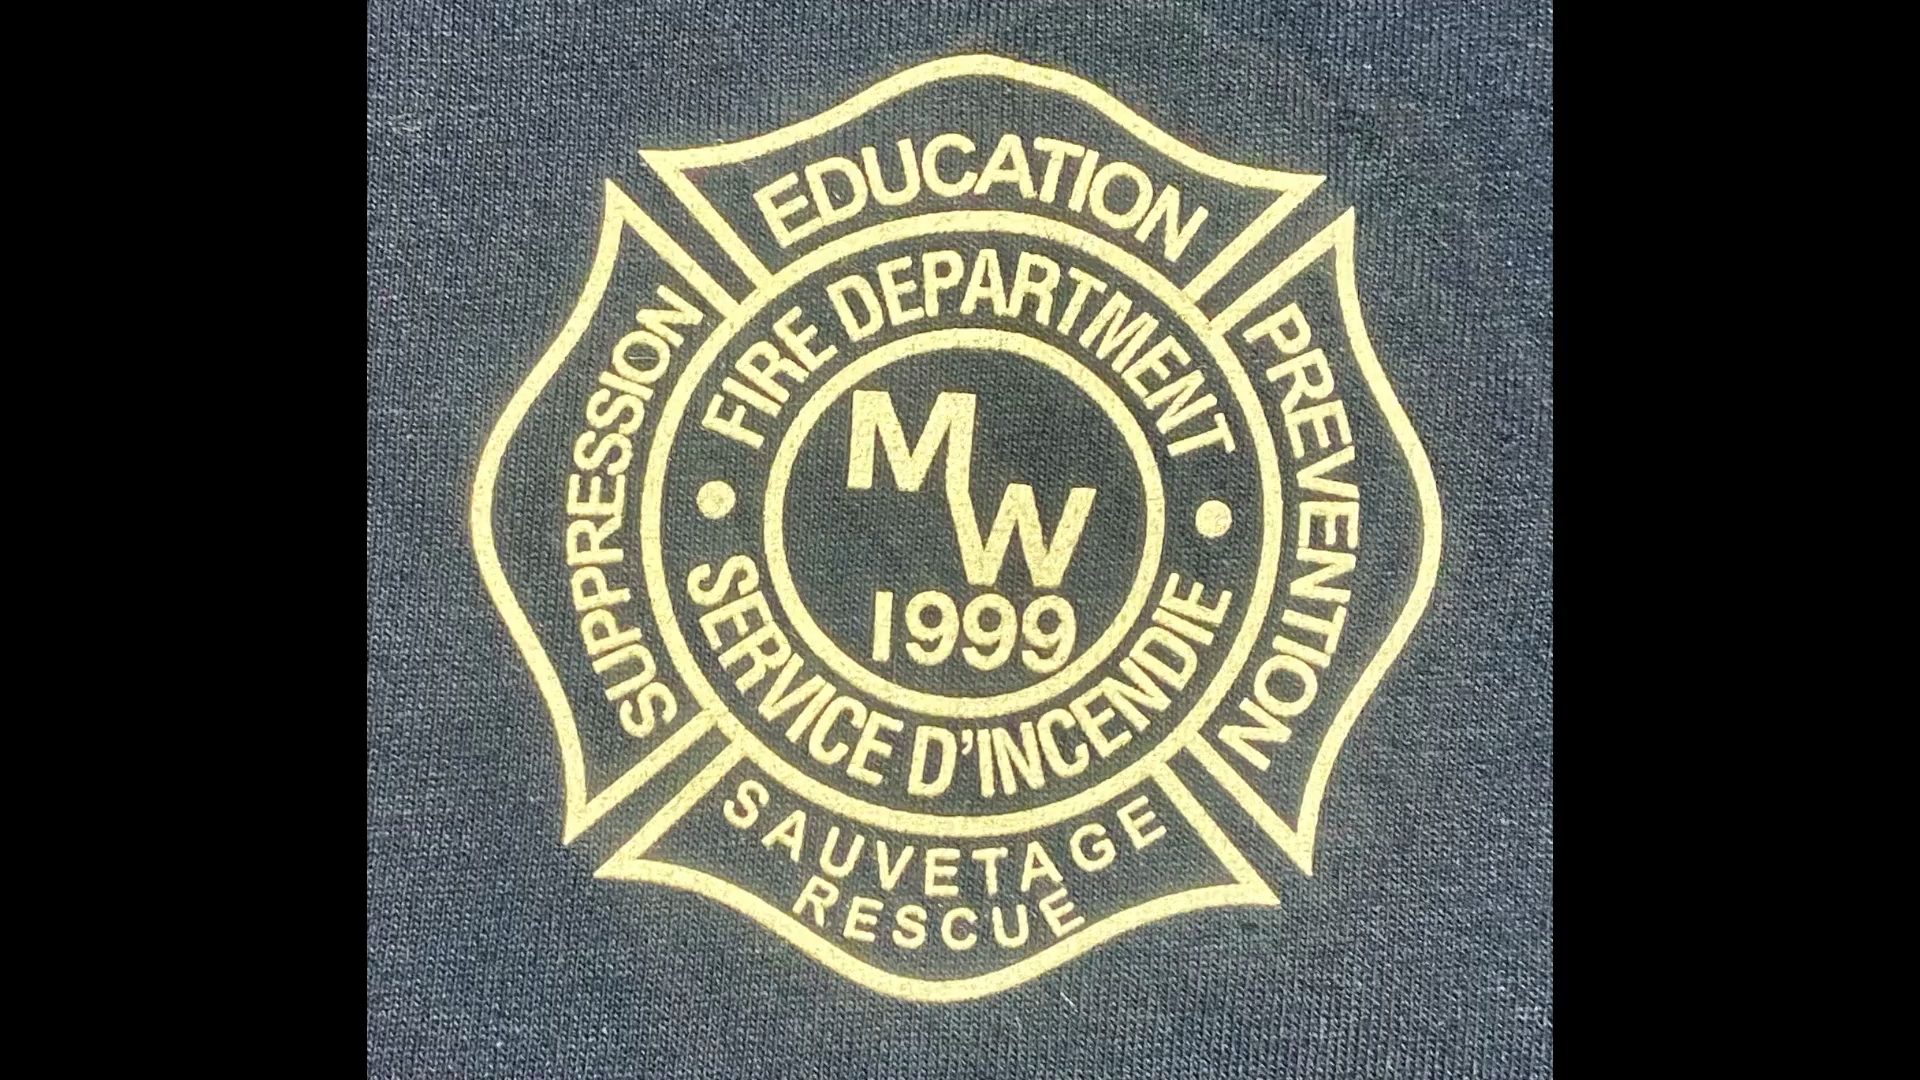 EDUCATION
FIRE DEPARTMENT
SUPPRESSION
PREVENTION
MW
1999
SERVICE D'INCENDIE
SAUVETAGE
RESCUE